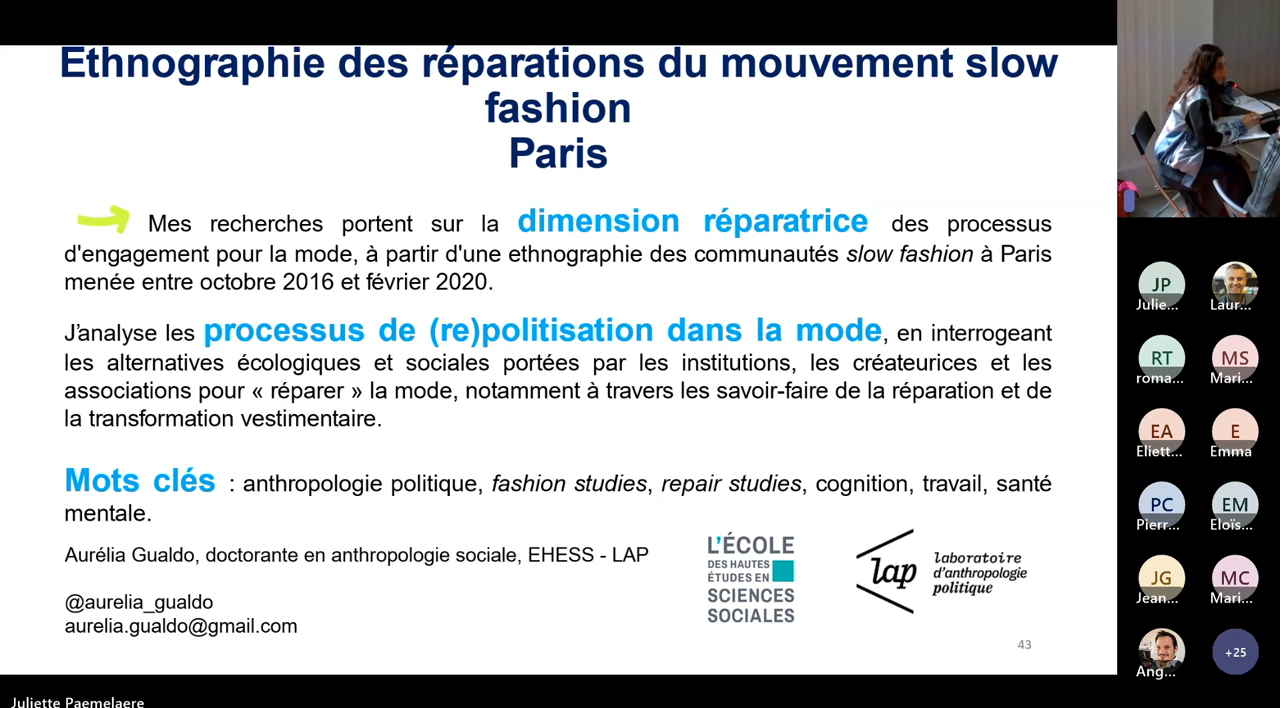 Ethnographie des réparations du mouvement slow
fashion
Paris
Mes recherches portent sur la dimension réparatrice des processus
d'engagement pour la mode, à partir d'une ethnographie des communautés slow fashion à Paris
menée entre octobre 2016 et février 2020.
J'analyse les processus de (re)politisation dans la mode, en interrogeant
les alternatives écologiques et sociales portées par les institutions, les créateurices et les
associations pour « réparer » la mode, notamment à travers les savoir-faire de la réparation et de
la transformation vestimentaire.
Mots clés : anthropologie politique, fashion studies, repair studies, cognition, travail, santé
mentale.
Aurélia Gualdo, doctorante en anthropologie sociale, EHESS - LAP
@aurelia_gualdo
aurelia.gualdo@gmail.com
L'ÉCOLE
DES HAUTES
ÉTUDES EN
SCIENCES
SOCIALES
lap
laboratoire
d'anthropologie
politique
43
JP
Julie...
Laur...
RT
roma...
MS
Mari...
EA
Eliett...
E
Emma
PC
Pierr...
EM
Eloïs...
JG
Jean...
MC
Mari...
Ang...
+25
Juliette Paemelaere